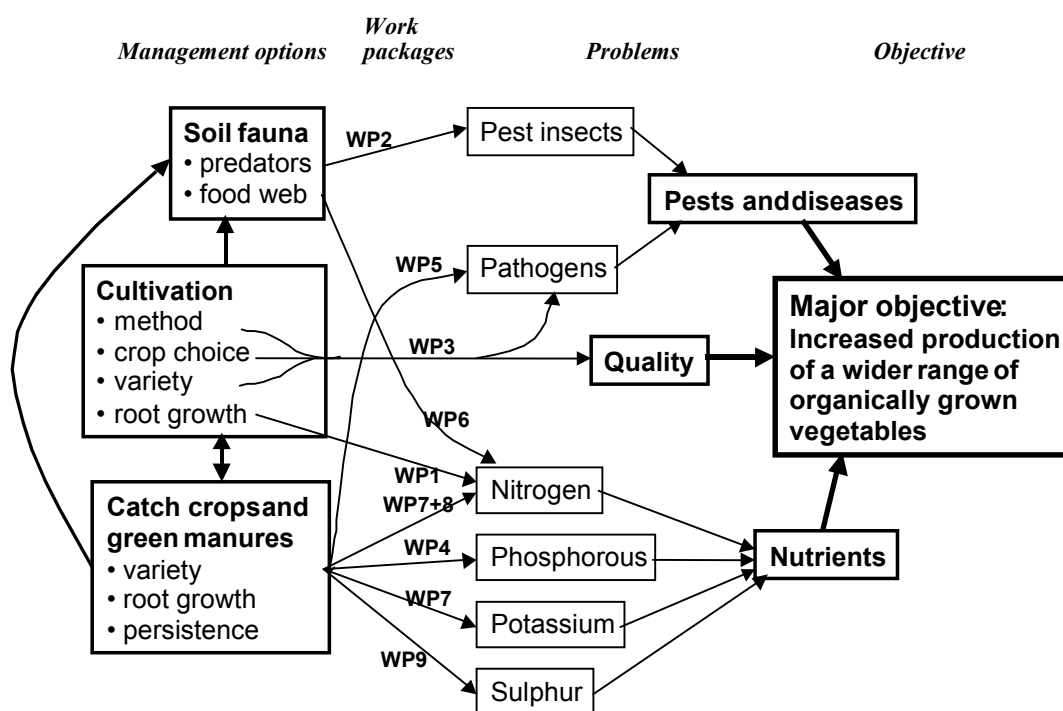 Management options
Work
packages
Problems
Objective
Soil fauna
• predators
• food web
Cultivation
• method
• crop choice
• variety
• root growth
Catch cropsand
green manures
• variety
• root growth
• persistence
WP2
WP5
WP3
WP6
WP1
WP7+8
WP4
WP7
WP9
Pest insects
Pathogens
Nitrogen
Phosphorous
Potassium
Sulphur
Pests anddiseases
Quality
Nutrients
Major objective:
Increased production
of a wider range of
organically grown
vegetables